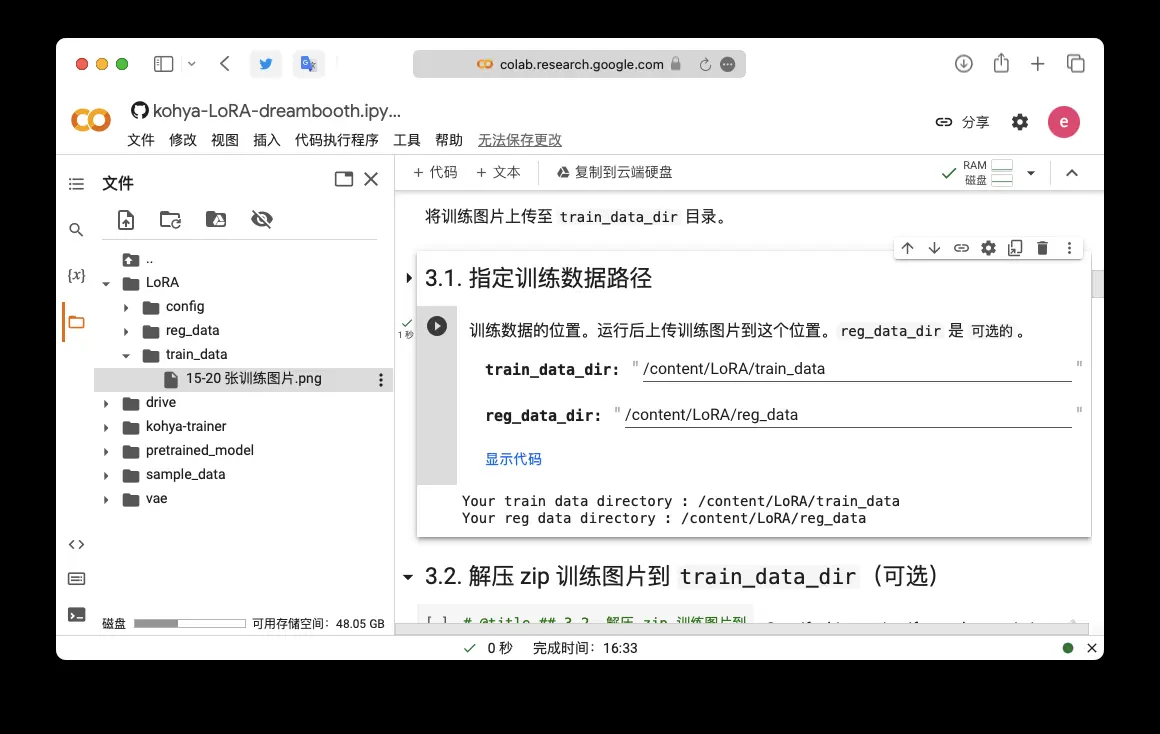 colab.research.google.com
kohya-LoRA-dreambooth.ipy...
文件 修改 视图 插入 代码执行程序 工具 帮助 无法保存更改
分享
e
文件
+ 代码 + 文本 复制到云端硬盘
RAM
磁盘
将训练图片上传至 train_data_dir 目录。
..
LoRA
config
reg_data
train_data
15-20 张训练图片.png
drive
kohya-trainer
pretrained_model
sample_data
vae
{x}
3.1. 指定训练数据路径
1 秒
训练数据的位置。运行后上传训练图片到这个位置。reg_data_dir 是 可选的 。
train_data_dir: "/content/LoRA/train_data"
reg_data_dir: "/content/LoRA/reg_data"
显示代码
Your train data directory : /content/LoRA/train_data
Your reg data directory : /content/LoRA/reg_data
3.2. 解压 zip 训练图片到 train_data_dir（可选）
[ ] # @title ## 3.2. 解压 zip 训练图片到
磁盘 可用存储空间：48.05 GB
0 秒 完成时间：16:33